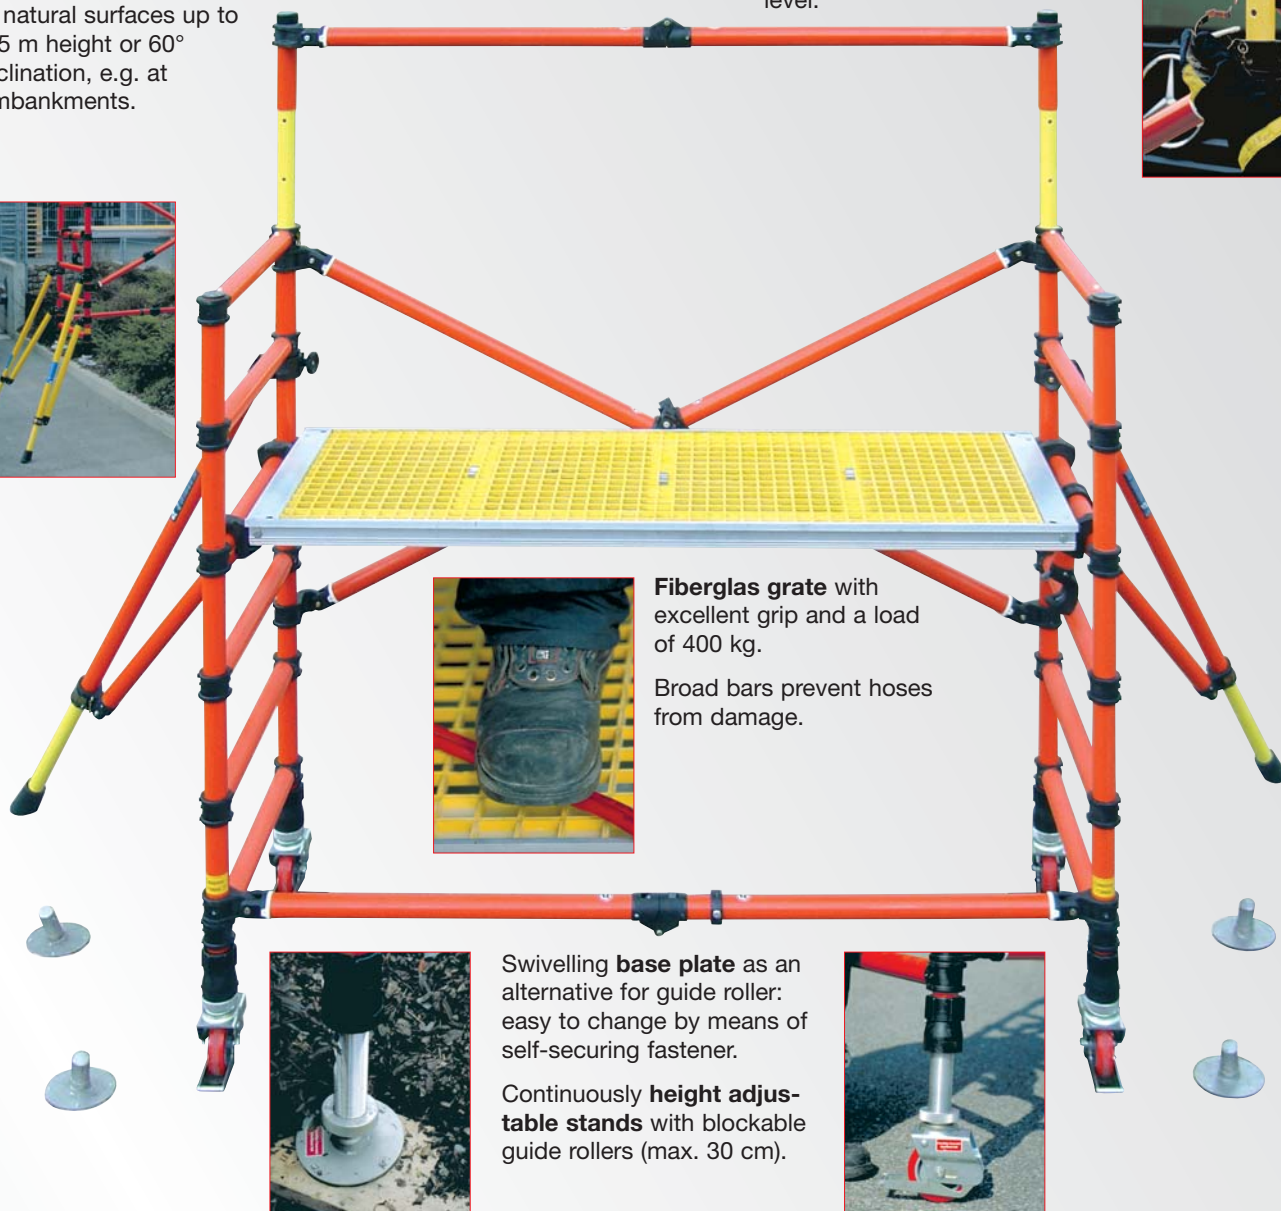 natural surfaces up to
5 m height or 60°
clination, e.g. at
mbankments.
level.
Fiberglas grate with
excellent grip and a load
of 400 kg.
Broad bars prevent hoses
from damage.
Swivelling base plate as an
alternative for guide roller:
easy to change by means of
self-securing fastener.
Continuously height adjus-
table stands with blockable
guide rollers (max. 30 cm).